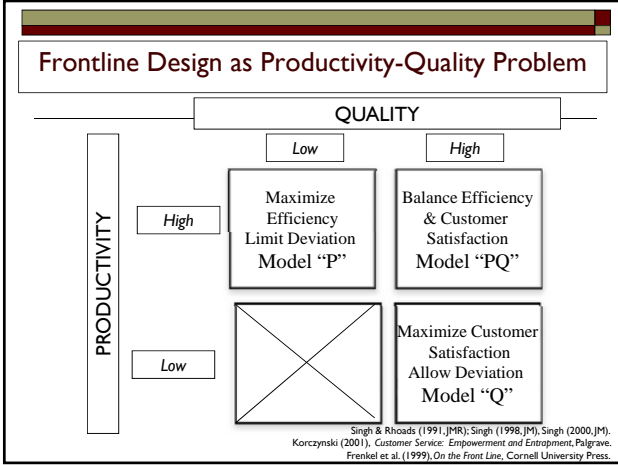 Frontline Design as Productivity-Quality Problem
QUALITY
Low
High
PRODUCTIVITY
High
Maximize
Efficiency
Limit Deviation
Model “P”
Balance Efficiency
& Customer
Satisfaction
Model “PQ”
Low
Maximize Customer
Satisfaction
Allow Deviation
Model “Q”
Singh & Rhoads (1991, JMR); Singh (1998, JM), Singh (2000, JM).
Korczynski (2001), Customer Service: Empowerment and Entrapment, Palgrave.
Frenkel et al. (1999), On the Front Line, Cornell University Press.